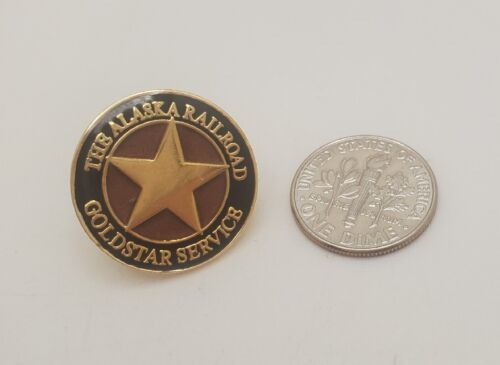 THE ALASKA RAILROAD
GOLDSTAR SERVICE
UNITED STATES OF AMERICA
ONE DIME